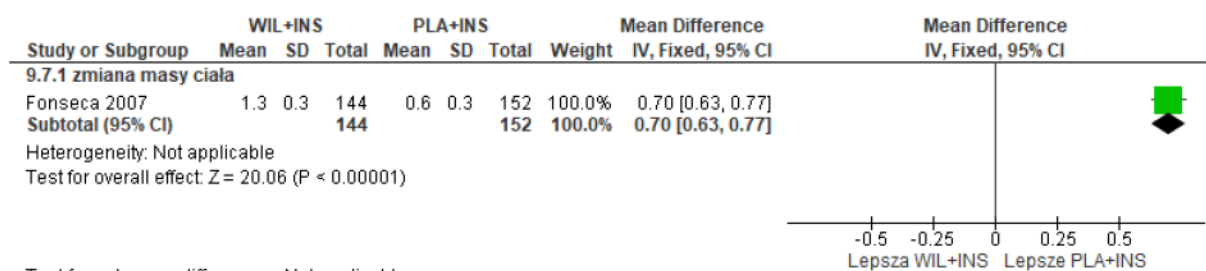 WIL+INS PLA+INS Mean Difference Mean Difference
Study or Subgroup Mean SD Total Mean SD Total Weight IV, Fixed, 95% CI IV, Fixed, 95% CI
9.7.1 zmiana masy ciała
Fonseca 2007 1.3 0.3 144 0.6 0.3 152 100.0% 0.70 [0.63, 0.77]
Subtotal (95% CI) 144 152 100.0% 0.70 [0.63, 0.77]
Heterogeneity: Not applicable
Test for overall effect: Z = 20.06 (P < 0.00001)
-0.5 -0.25 0 0.25 0.5
Lepsza WIL+INS Lepsze PLA+INS